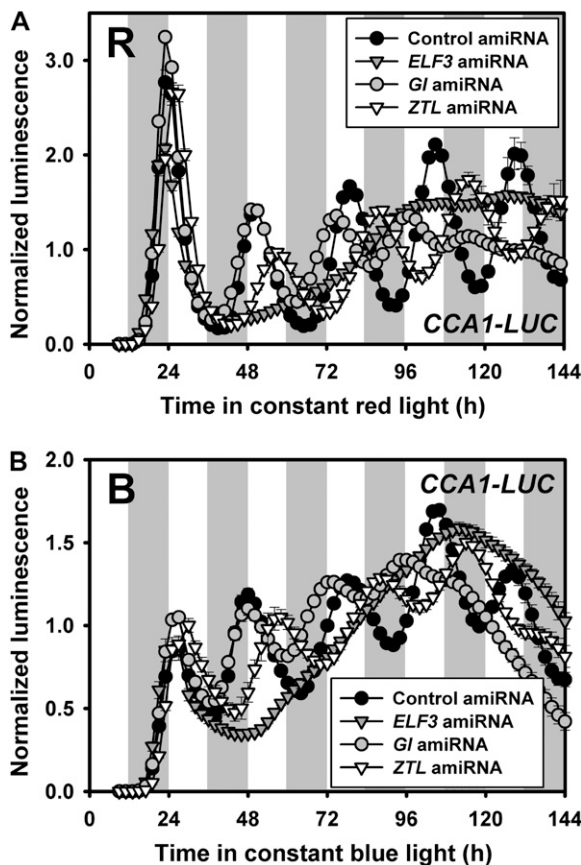 A
R
Control amiRNA
ELF3 amiRNA
GI amiRNA
ZTL amiRNA
3.0
2.0
1.0
0.0
Normalized luminescence
CCA1-LUC
0 24 48 72 96 120 144
Time in constant red light (h)
B
B
CCA1-LUC
2.0
1.5
1.0
0.5
0.0
Normalized luminescence
Control amiRNA
ELF3 amiRNA
GI amiRNA
ZTL amiRNA
0 24 48 72 96 120 144
Time in constant blue light (h)